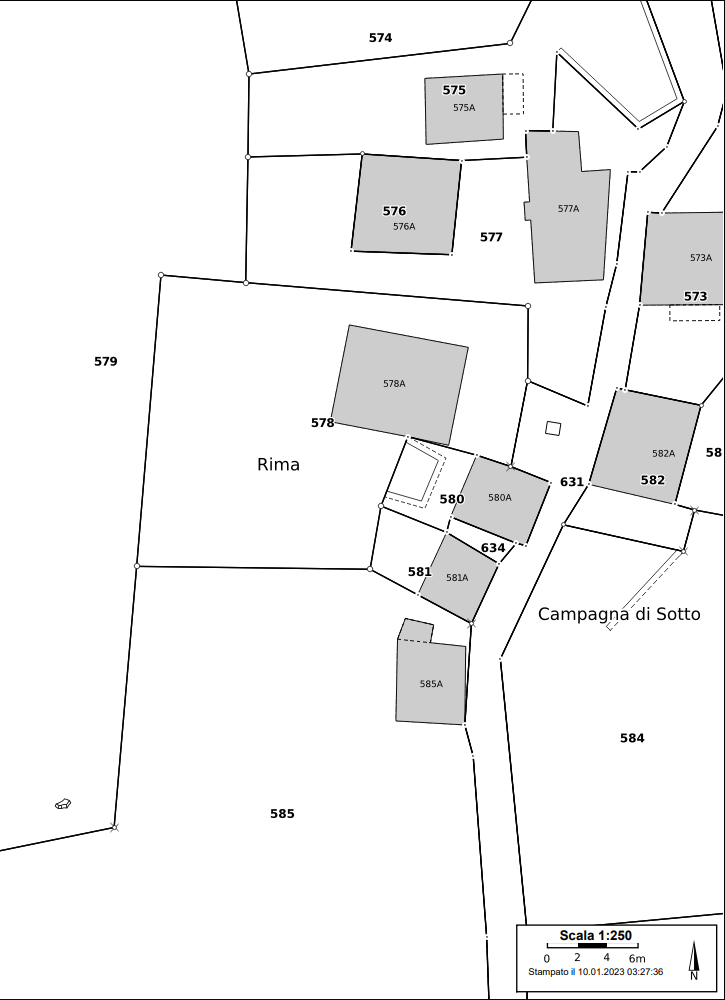 574
575
575A
576
576A
577
577A
573A
573
579
578A
578
Rima
582A
582
58
631
580
580A
634
581
581A
Campagna di Sotto
585A
584
585
Scala 1:250
0 2 4 6m
Stampato il 10.01.2023 03:27:36
N